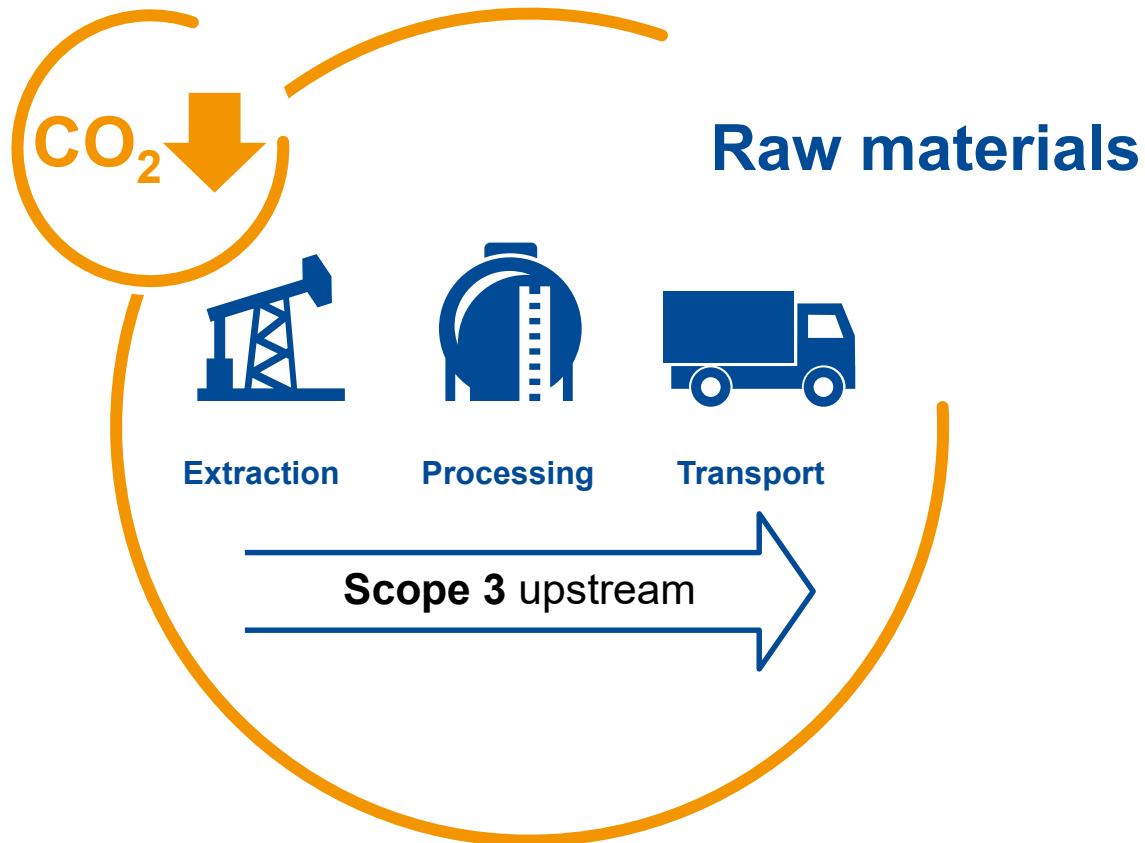 CO₂
Raw materials
Extraction
Processing
Transport
Scope 3 upstream